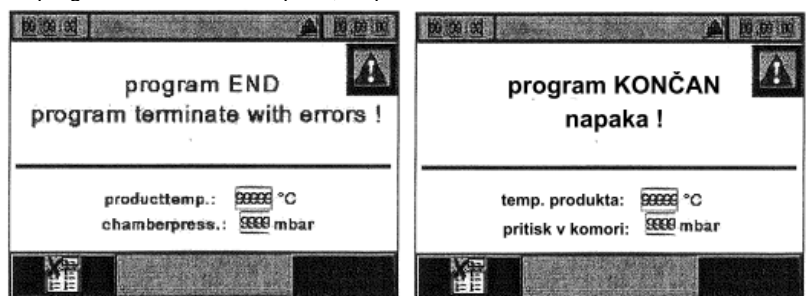 program END
program terminate with errors !
producttemp.: 99999 °C
chamberpress.: 9999 mbar
program KONČAN
napaka !
temp. produkta: 99999 °C
pritisk v komori: 9999 mbar